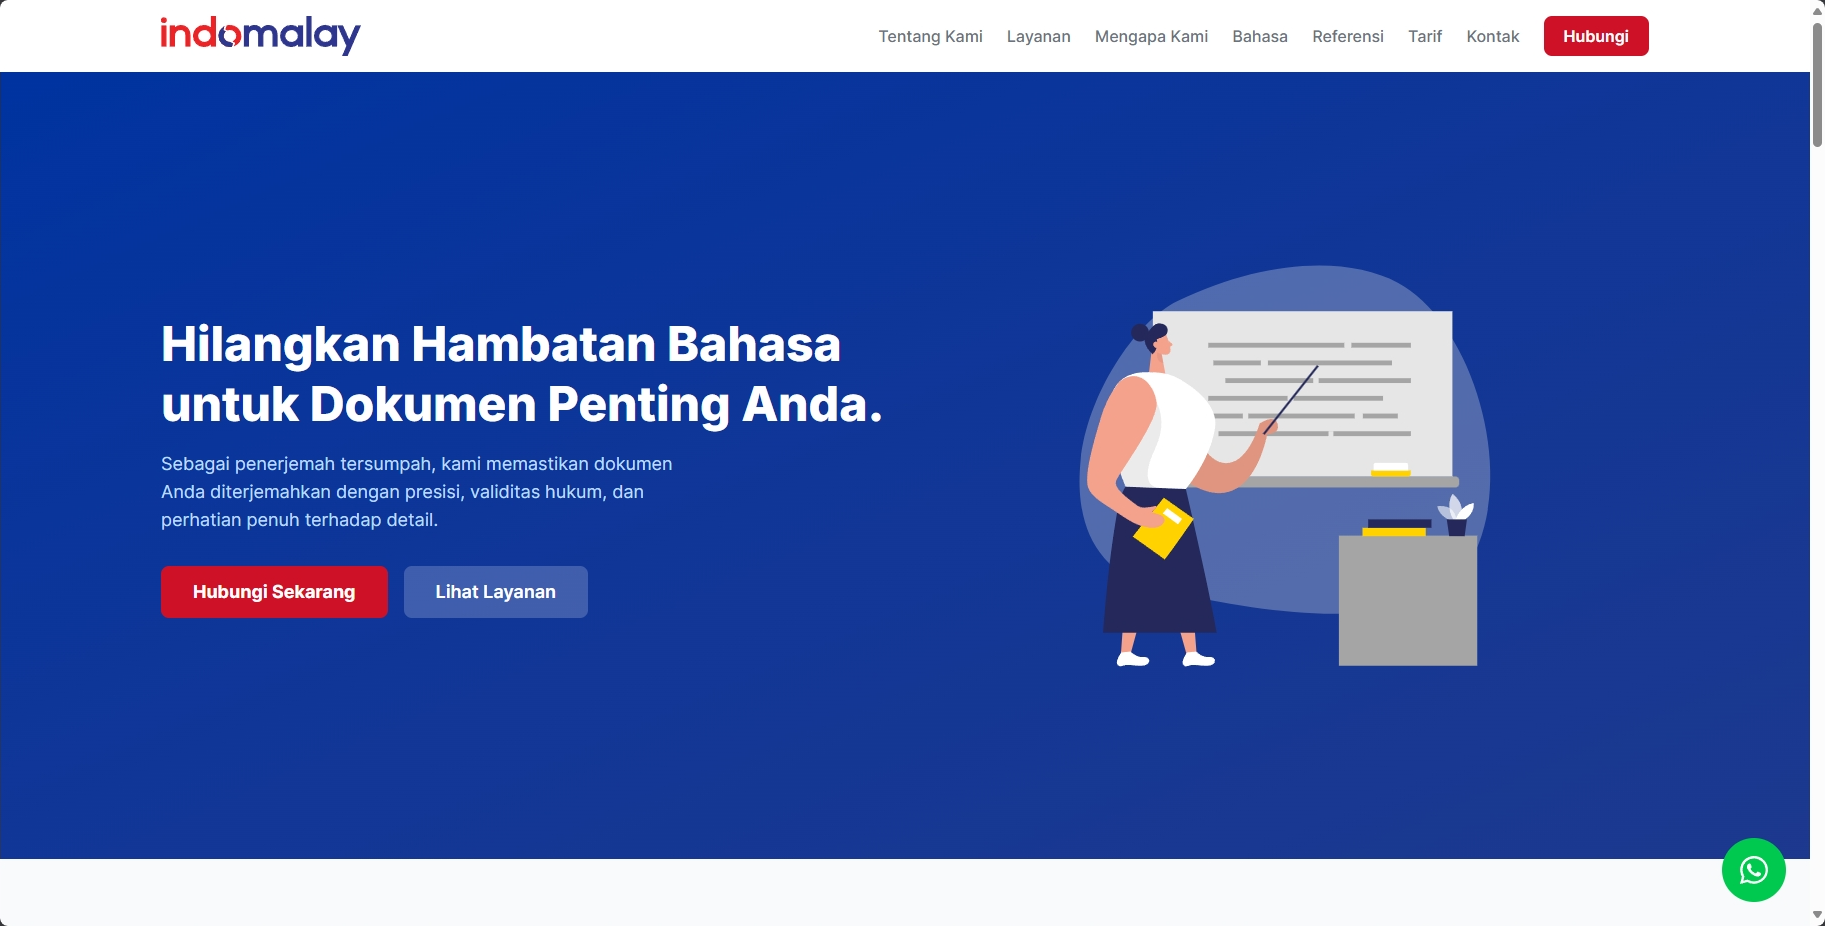 indomalay
Tentang Kami
Layanan
Mengapa Kami
Bahasa
Referensi
Tarif
Kontak
Hubungi
Hilangkan Hambatan Bahasa
untuk Dokumen Penting Anda.
Sebagai penerjemah tersumpah, kami memastikan dokumen
Anda diterjemahkan dengan presisi, validitas hukum, dan
perhatian penuh terhadap detail.
Hubungi Sekarang
Lihat Layanan